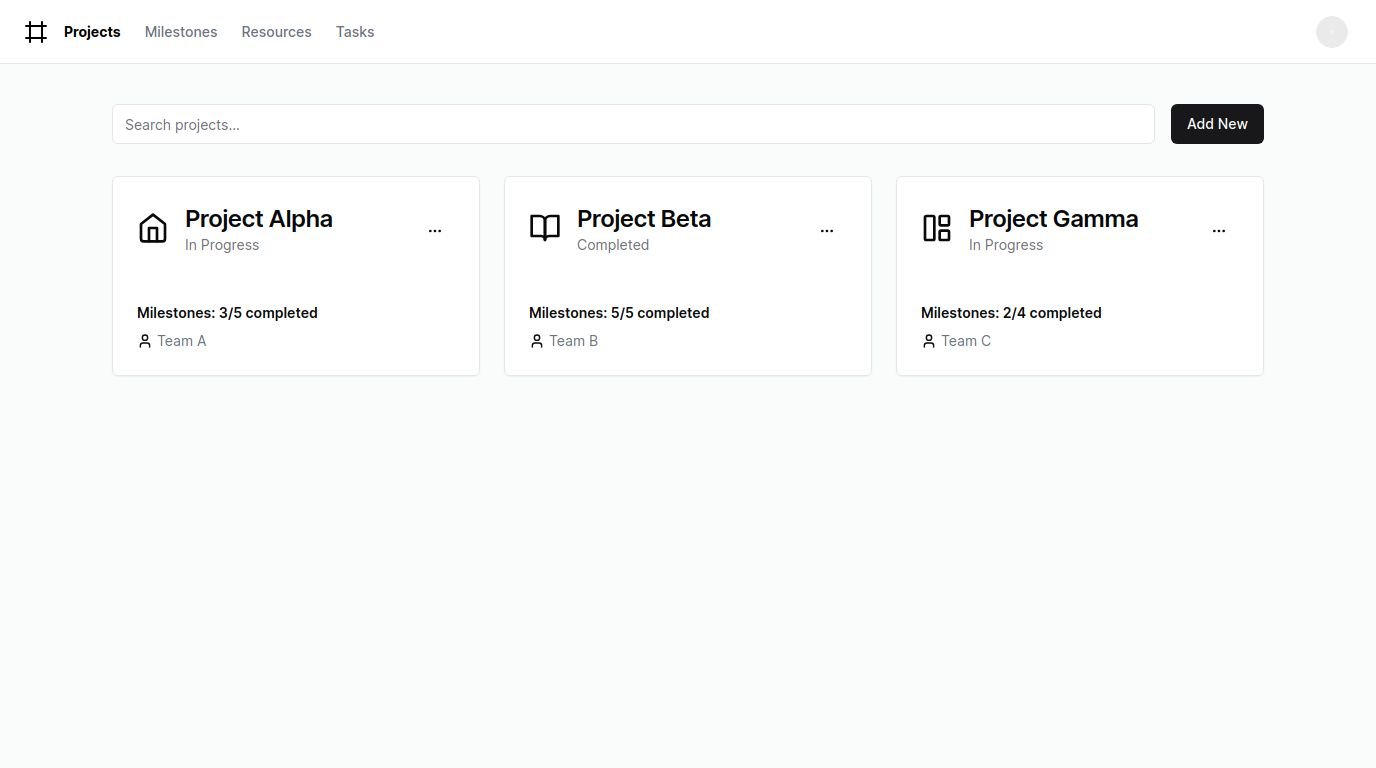 Projects Milestones Resources Tasks
Search projects...
Add New
Project Alpha
In Progress
Milestones: 3/5 completed
Team A
Project Beta
Completed
Milestones: 5/5 completed
Team B
Project Gamma
In Progress
Milestones: 2/4 completed
Team C